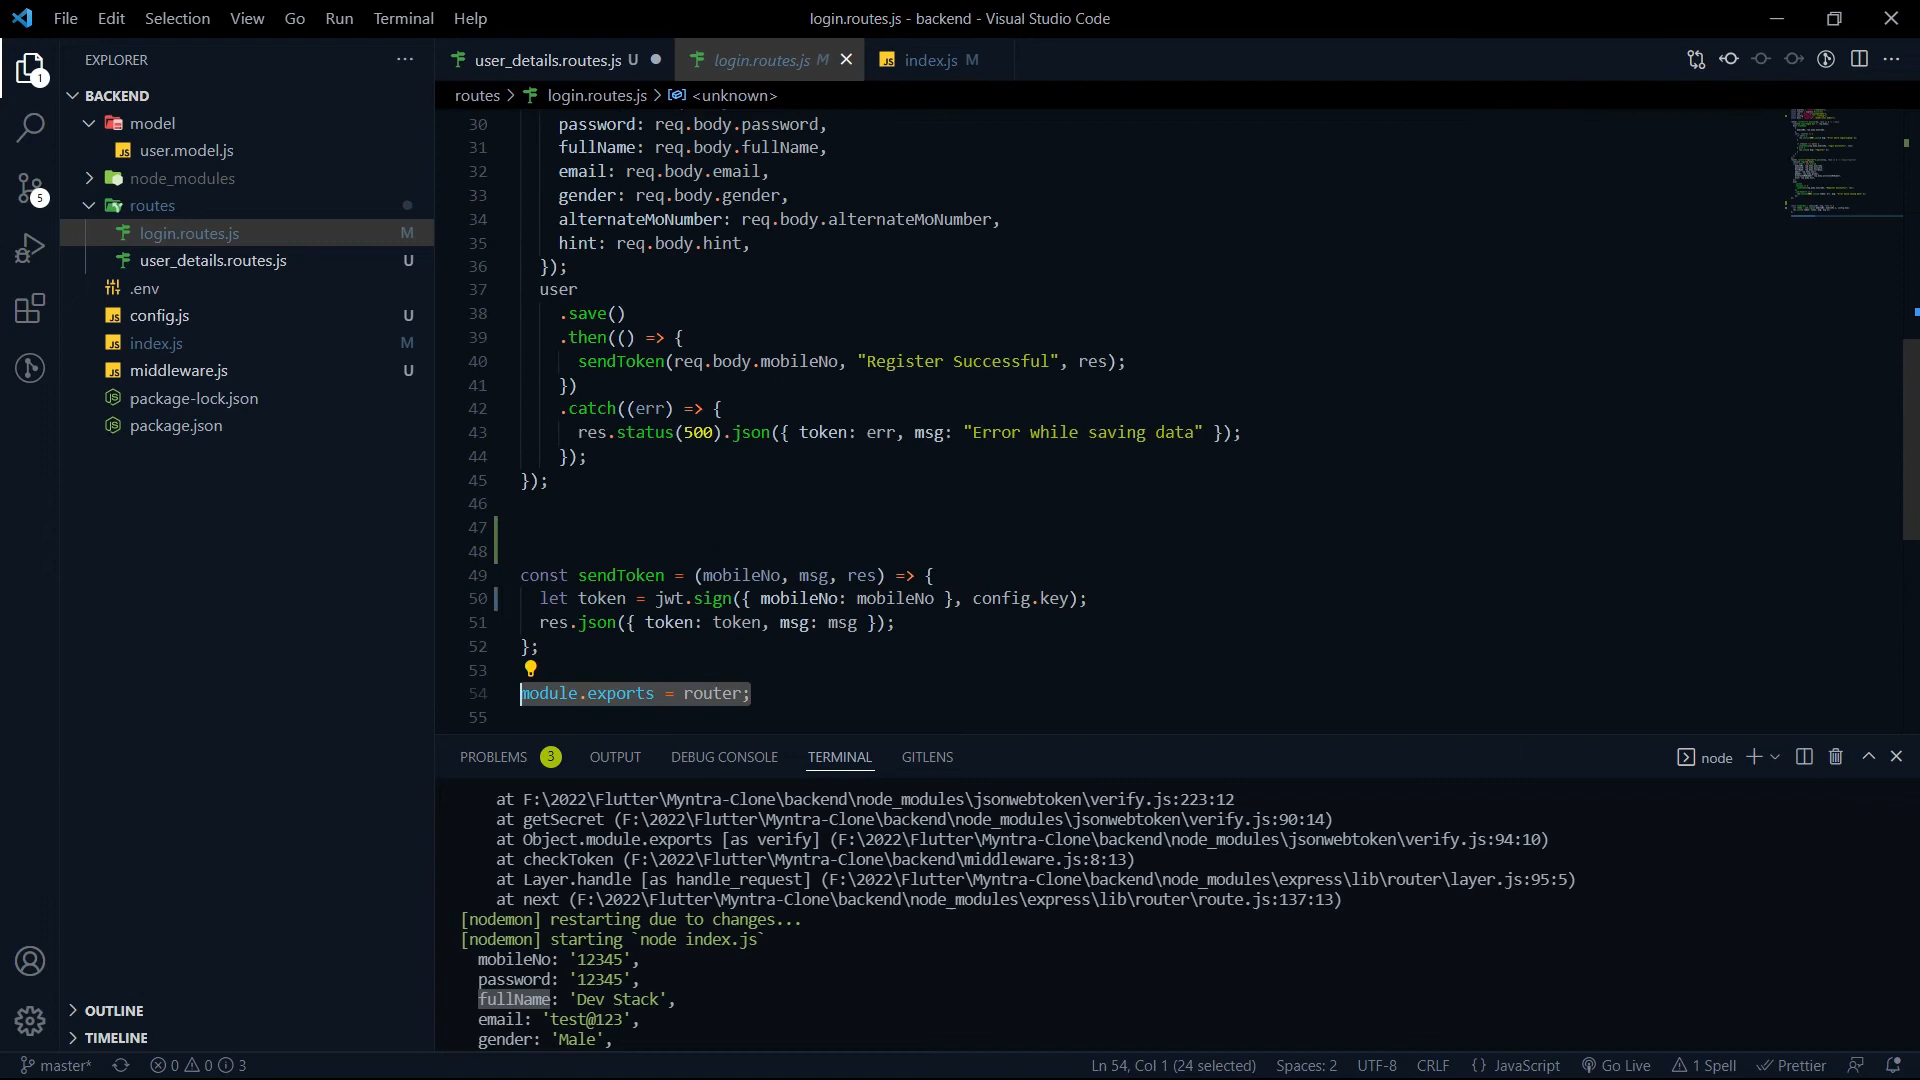 File Edit Selection View Go Run Terminal Help
login.routes.js - backend - Visual Studio Code
EXPLORER
1
5
BACKEND
model
user.model.js
node_modules
routes
login.routes.js M
user_details.routes.js U
.env
config.js U
index.js M
middleware.js U
package-lock.json
package.json
OUTLINE
TIMELINE
user_details.routes.js U
login.routes.js M
index.js M
routes > login.routes.js > <unknown>
30 password: req.body.password,
31 fullName: req.body.fullName,
32 email: req.body.email,
33 gender: req.body.gender,
34 alternateMoNumber: req.body.alternateMoNumber,
35 hint: req.body.hint,
36 });
37 user
38 .save()
39 .then(() => {
40 sendToken(req.body.mobileNo, "Register Successful", res);
41 })
42 .catch((err) => {
43 res.status(500).json({ token: err, msg: "Error while saving data" });
44 });
45 });
46
47
48
49 const sendToken = (mobileNo, msg, res) => {
50 let token = jwt.sign({ mobileNo: mobileNo }, config.key);
51 res.json({ token: token, msg: msg });
52 };
53
54 module.exports = router;
55
PROBLEMS 3 OUTPUT DEBUG CONSOLE TERMINAL GITLENS
node
at F:\2022\Flutter\Myntra-Clone\backend\node_modules\jsonwebtoken\verify.js:223:12
at getSecret (F:\2022\Flutter\Myntra-Clone\backend\node_modules\jsonwebtoken\verify.js:90:14)
at Object.module.exports [as verify] (F:\2022\Flutter\Myntra-Clone\backend\node_modules\jsonwebtoken\verify.js:94:10)
at checkToken (F:\2022\Flutter\Myntra-Clone\backend\middleware.js:8:13)
at Layer.handle [as handle_request] (F:\2022\Flutter\Myntra-Clone\backend\node_modules\express\lib\router\layer.js:95:5)
at next (F:\2022\Flutter\Myntra-Clone\backend\node_modules\express\lib\router\route.js:137:13)
[nodemon] restarting due to changes...
[nodemon] starting `node index.js`
mobileNo: '12345',
password: '12345',
fullName: 'Dev Stack',
email: 'test@123',
gender: 'Male',
master* 0 0 3
Ln 54, Col 1 (24 selected) Spaces: 2 UTF-8 CRLF {} JavaScript Go Live 1 Spell Prettier